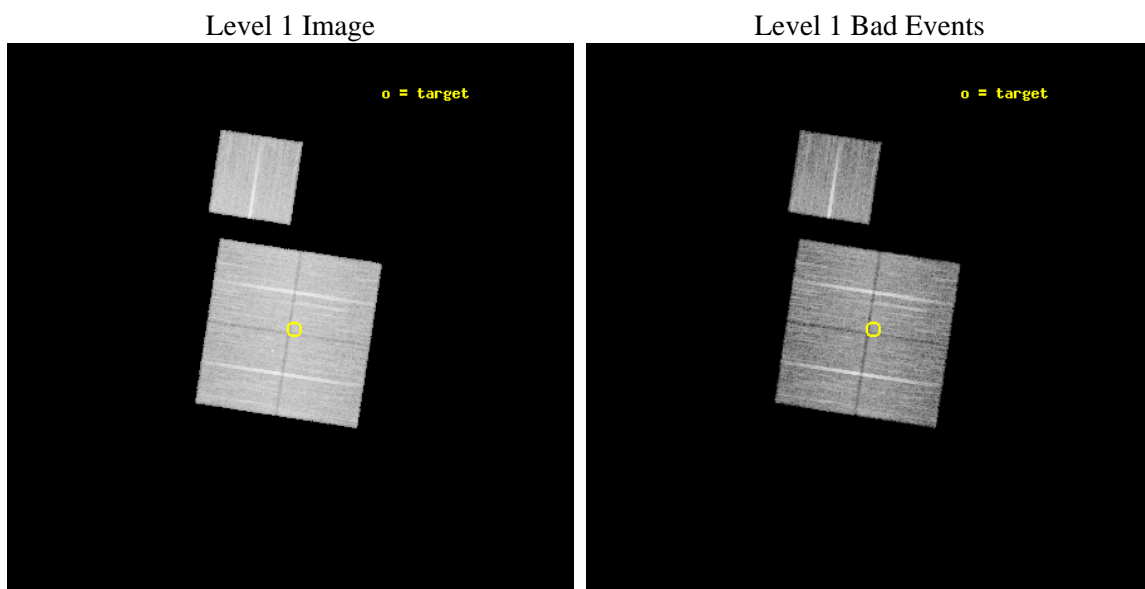 Level 1 Image
Level 1 Bad Events
o = target
o = target